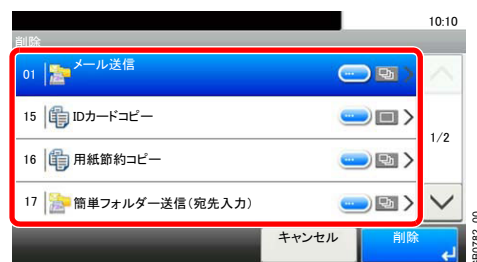 10:10
削除
01 メール送信
15 IDカードコピー
16 用紙節約コピー
17 簡単フォルダー送信(宛先入力)
1/2
キャンセル 削除